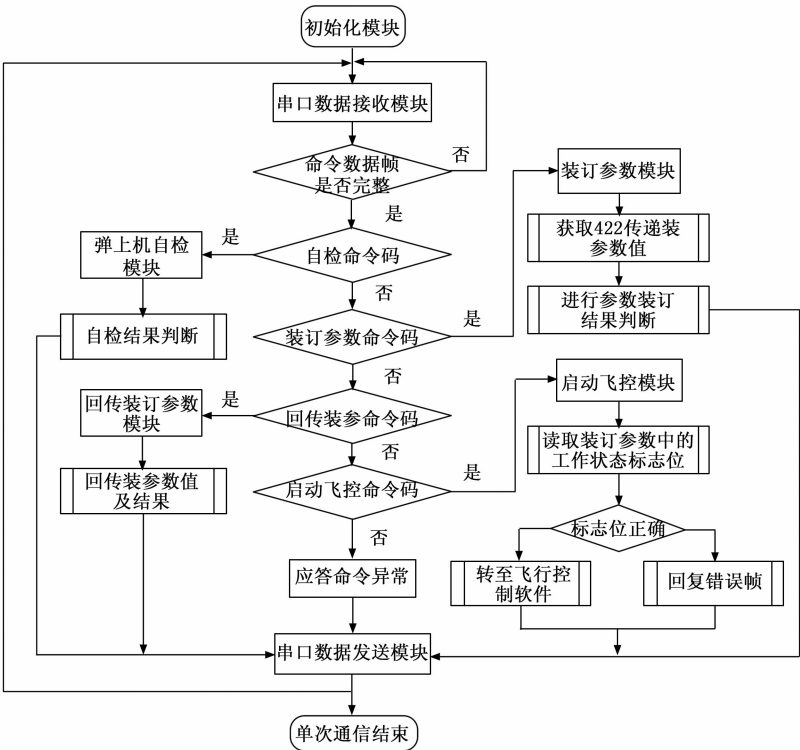 初始化模块
串口数据接收模块
命令数据帧
是否完整
否
是
装订参数模块
获取422传递装
参数值
进行参数装订
结果判断
自检命令码
是
弹上机自检
模块
自检结果判断
否
装订参数命令码
是
否
回传装参命令码
是
回传装订参数
模块
回传装参数值
及结果
否
启动飞控命令码
是
启动飞控模块
读取装订参数中的
工作状态标志位
标志位正确
转至飞行控
制软件
回复错误帧
否
应答命令异常
串口数据发送模块
单次通信结束